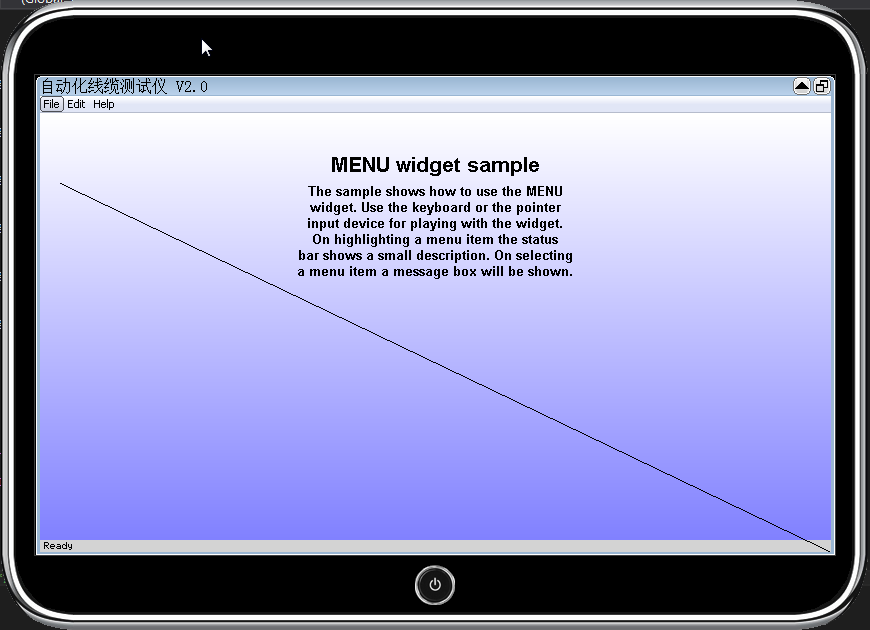 自动化线缆测试仪 V2.0
File Edit Help
MENU widget sample
The sample shows how to use the MENU
widget. Use the keyboard or the pointer
input device for playing with the widget.
On highlighting a menu item the status
bar shows a small description. On selecting
a menu item a message box will be shown.
Ready